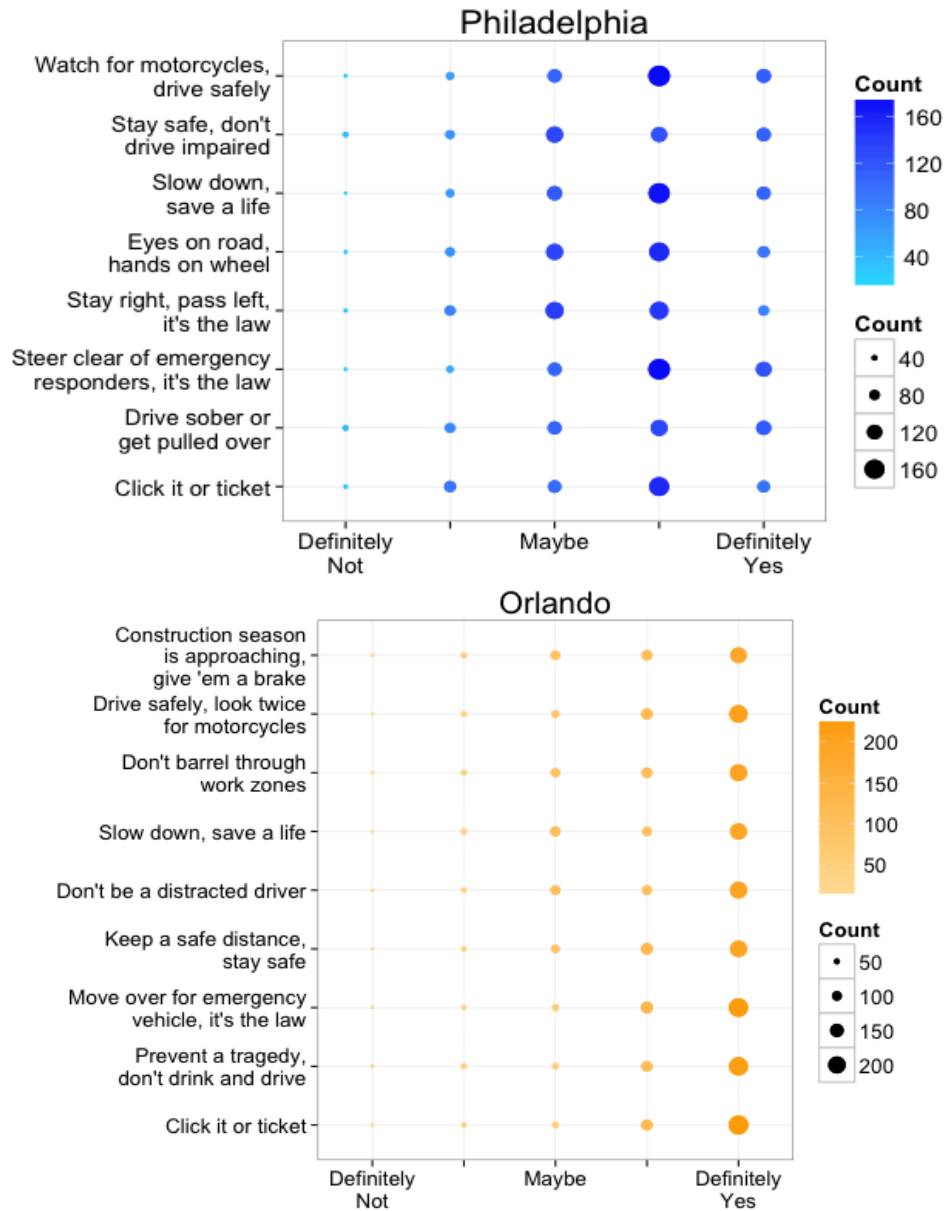 Philadelphia
Watch for motorcycles,
drive safely
Stay safe, don't
drive impaired
Slow down,
save a life
Eyes on road,
hands on wheel
Stay right, pass left,
it's the law
Steer clear of emergency
responders, it's the law
Drive sober or
get pulled over
Click it or ticket
Definitely
Not
Maybe
Definitely
Yes
Count
160
120
80
40
Count
40
80
120
160
Orlando
Construction season
is approaching,
give 'em a brake
Drive safely, look twice
for motorcycles
Don't barrel through
work zones
Slow down, save a life
Don't be a distracted driver
Keep a safe distance,
stay safe
Move over for emergency
vehicle, it's the law
Prevent a tragedy,
don't drink and drive
Click it or ticket
Definitely
Not
Maybe
Definitely
Yes
Count
200
100
50
Count
50
100
150
200